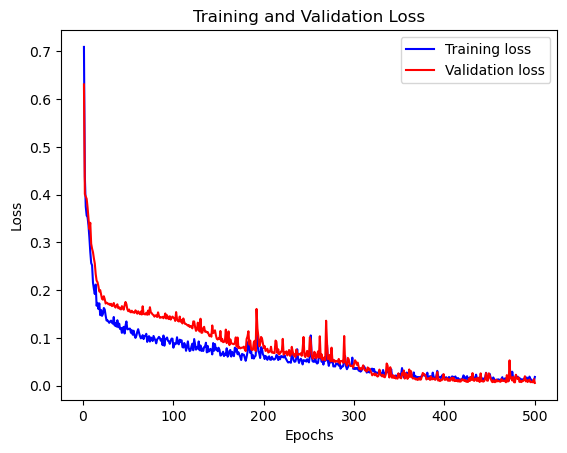 Training and Validation Loss
Training loss
Validation loss
Loss
0.7
0.6
0.5
0.4
0.3
0.2
0.1
0.0
0
100
200
300
400
500
Epochs